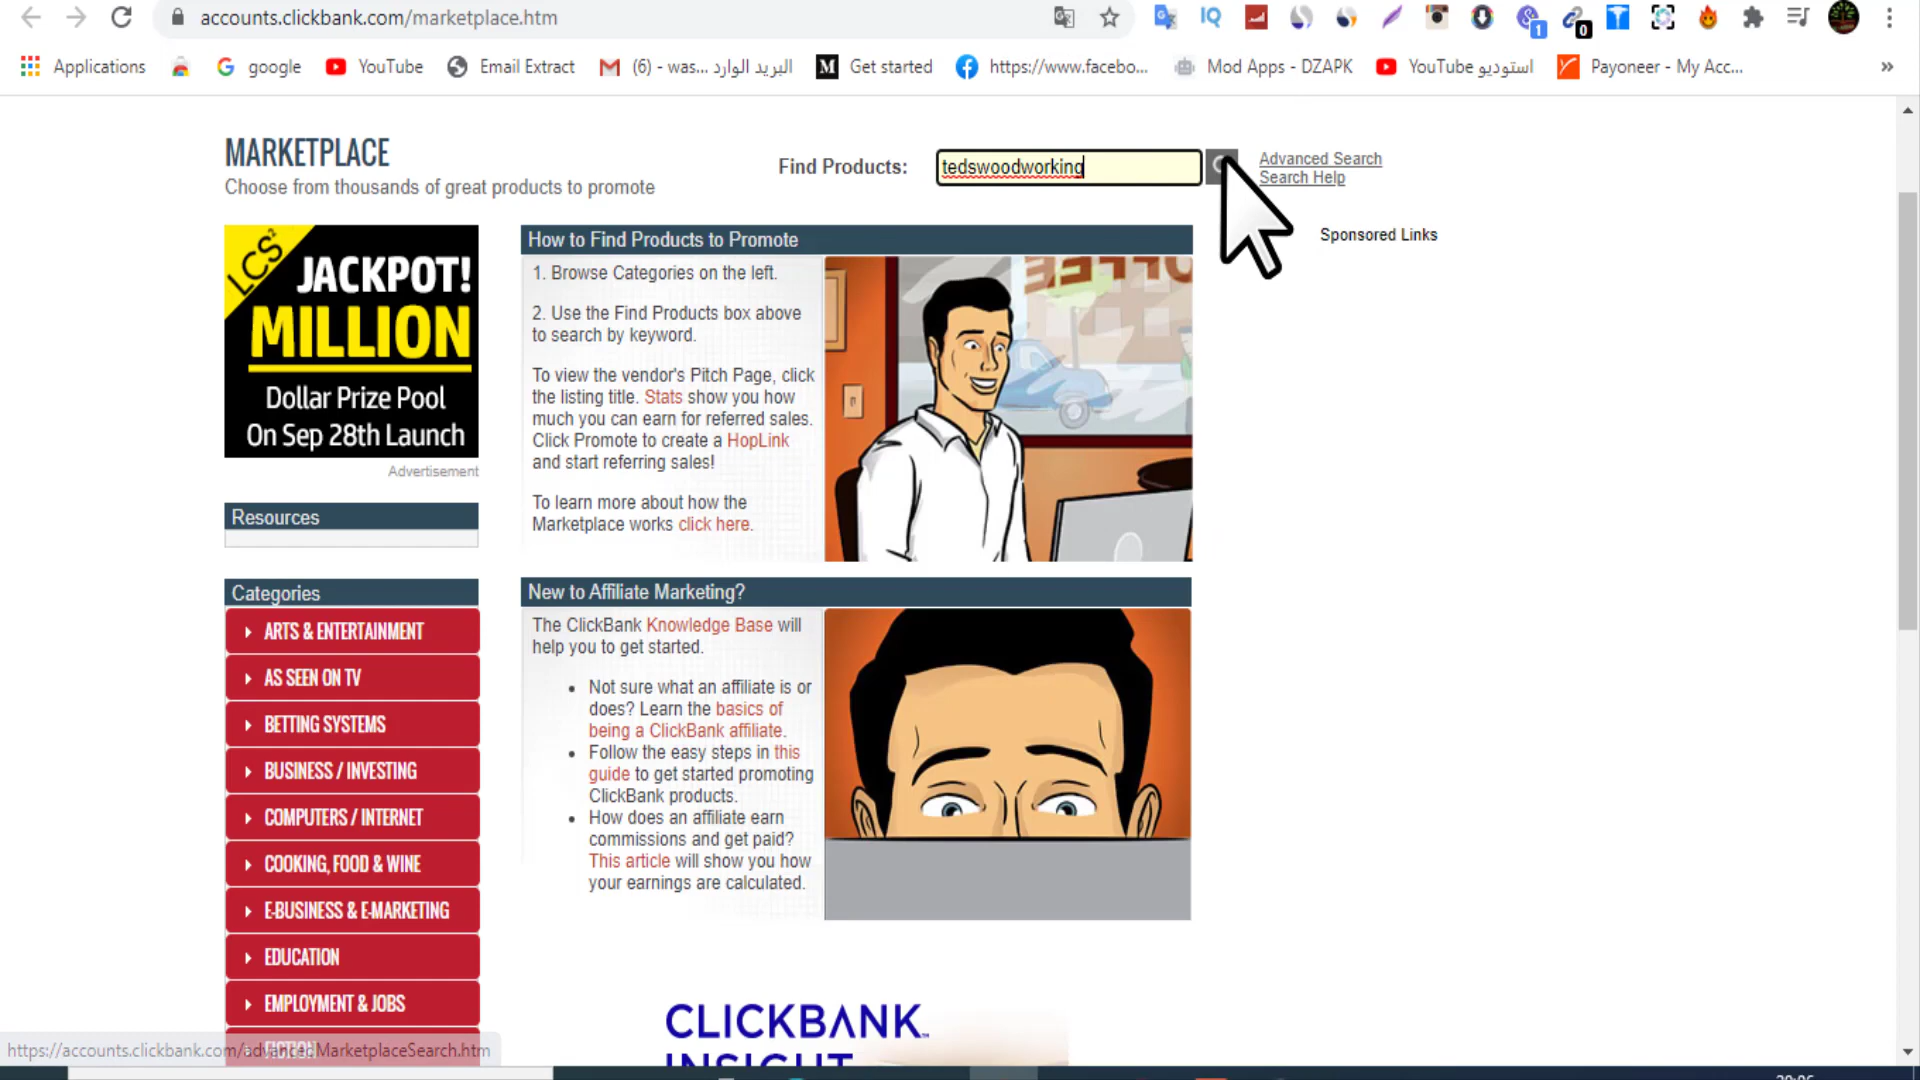 accounts.clickbank.com/marketplace.htm
Applications
google
YouTube
Email Extract
(6) - was... البريد الوارد
Get started
https://www.facebo...
Mod Apps - DZAPK
YouTube استوديو
Payoneer - My Acc...
»
MARKETPLACE
Choose from thousands of great products to promote
Find Products:
tedswoodworking
Advanced Search
Search Help
Sponsored Links
LCS²
JACKPOT!
MILLION
Dollar Prize Pool
On Sep 28th Launch
Advertisement
Resources
Categories
ARTS & ENTERTAINMENT
AS SEEN ON TV
BETTING SYSTEMS
BUSINESS / INVESTING
COMPUTERS / INTERNET
COOKING, FOOD & WINE
E-BUSINESS & E-MARKETING
EDUCATION
EMPLOYMENT & JOBS
FICTION
How to Find Products to Promote
1. Browse Categories on the left.
2. Use the Find Products box above
to search by keyword.
To view the vendor's Pitch Page, click
the listing title. Stats show you how
much you can earn for referred sales.
Click Promote to create a HopLink
and start referring sales!
To learn more about how the
Marketplace works click here.
COFFEE
New to Affiliate Marketing?
The ClickBank Knowledge Base will
help you to get started.
• Not sure what an affiliate is or
does? Learn the basics of
being a ClickBank affiliate.
• Follow the easy steps in this
guide to get started promoting
ClickBank products.
• How does an affiliate earn
commissions and get paid?
This article will show you how
your earnings are calculated.
CLICKBANK™
INSIGHT
https://accounts.clickbank.com/advancedMarketplaceSearch.htm